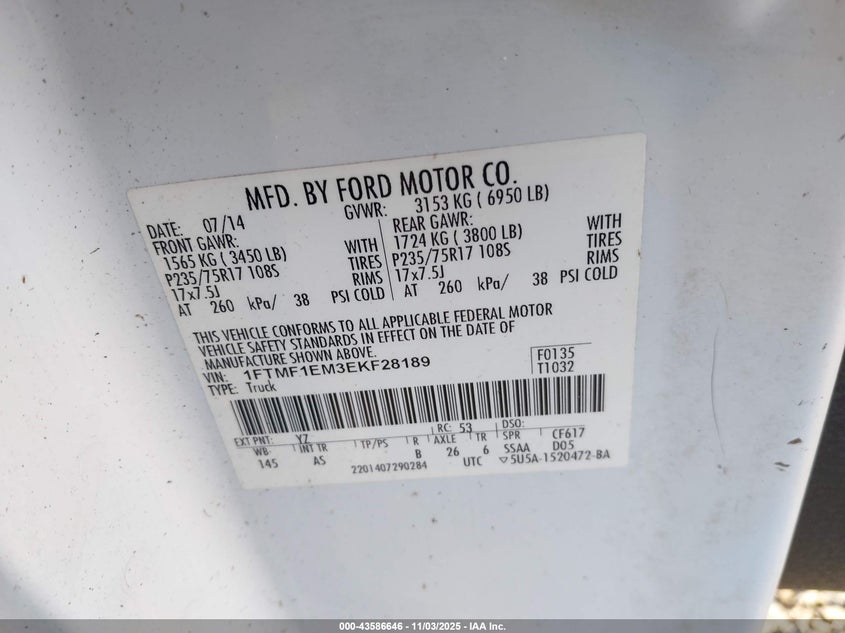 MFD. BY FORD MOTOR CO.
DATE: 07/14 GVWR: 3153 KG ( 6950 LB)
FRONT GAWR: REAR GAWR:
1565 KG ( 3450 LB) WITH 1724 KG ( 3800 LB) WITH
P235/75R17 108S TIRES P235/75R17 108S TIRES
17x7.5J RIMS 17x7.5J RIMS
AT 260 kPa/ 38 PSI COLD AT 260 kPa/ 38 PSI COLD
THIS VEHICLE CONFORMS TO ALL APPLICABLE FEDERAL MOTOR
VEHICLE SAFETY STANDARDS IN EFFECT ON THE DATE OF
MANUFACTURE SHOWN ABOVE.
VIN: 1FTMF1EM3EKF28189 F0135
TYPE: Truck T1032
EXT PNT: YZ RC: 53 DSO:
WB INT TR TP/PS R AXLE TR SPR CF617
145 AS B 26 6 SSAA D05
2201407290284 UTC ▽5U5A-1520472-BA
000-43586646 - 11/03/2025 - IAA Inc.